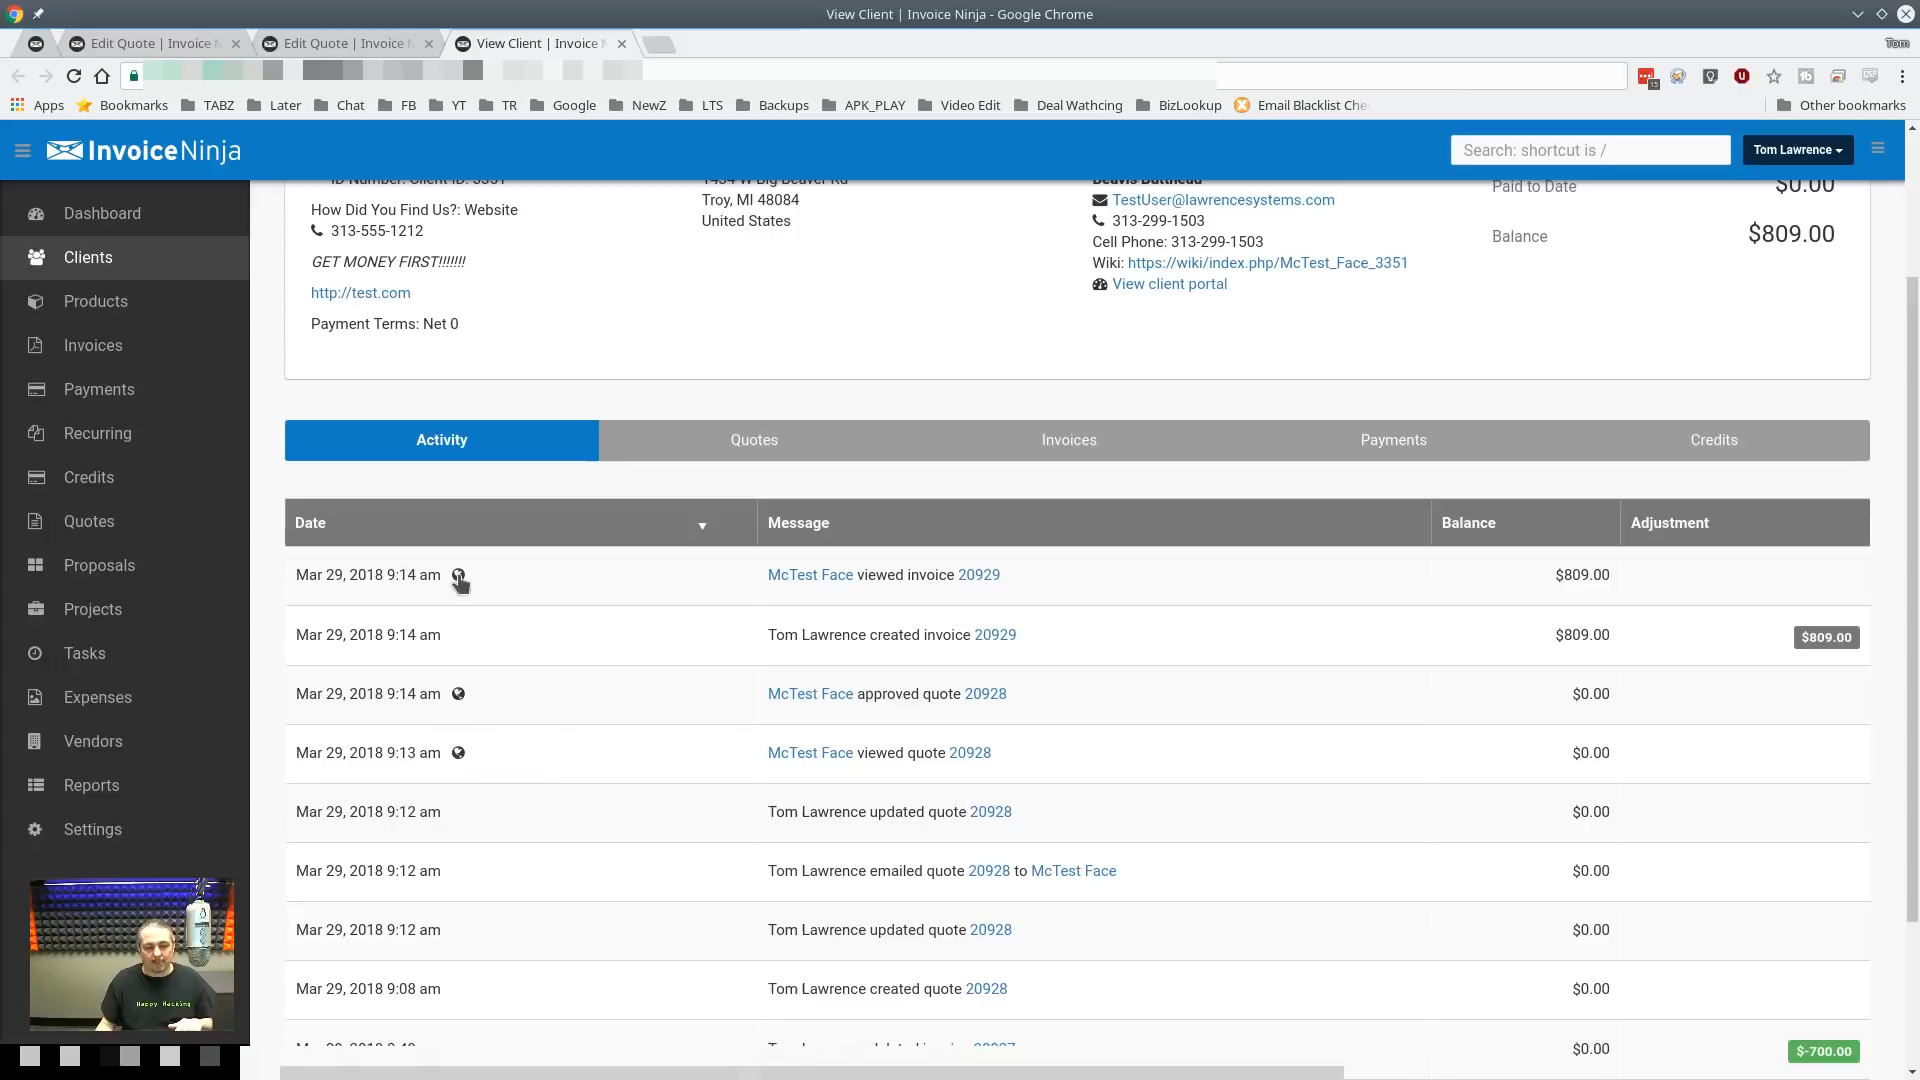 View Client | Invoice Ninja - Google Chrome
Edit Quote | Invoice N
Edit Quote | Invoice N
View Client | Invoice N
Tom
15
Apps
Bookmarks
TABZ
Later
Chat
FB
YT
TR
Google
NewZ
LTS
Backups
APK_PLAY
Video Edit
Deal Wathcing
BizLookup
Email Blacklist Che
Other bookmarks
InvoiceNinja
Search: shortcut is /
Tom Lawrence
Dashboard
Clients
Products
Invoices
Payments
Recurring
Credits
Quotes
Proposals
Projects
Tasks
Expenses
Vendors
Reports
Settings
ID Number: Client ID: 3351
How Did You Find Us?: Website
313-555-1212
GET MONEY FIRST!!!!!!!
http://test.com
Payment Terms: Net 0
1434 W Big Beaver Rd
Troy, MI 48084
United States
Beavis Butthead
TestUser@lawrencesystems.com
313-299-1503
Cell Phone: 313-299-1503
Wiki: https://wiki/index.php/McTest_Face_3351
View client portal
Paid to Date $0.00
Balance $809.00
Activity Quotes Invoices Payments Credits
Date Message Balance Adjustment
Mar 29, 2018 9:14 am McTest Face viewed invoice 20929 $809.00
Mar 29, 2018 9:14 am Tom Lawrence created invoice 20929 $809.00 $809.00
Mar 29, 2018 9:14 am McTest Face approved quote 20928 $0.00
Mar 29, 2018 9:13 am McTest Face viewed quote 20928 $0.00
Mar 29, 2018 9:12 am Tom Lawrence updated quote 20928 $0.00
Mar 29, 2018 9:12 am Tom Lawrence emailed quote 20928 to McTest Face $0.00
Mar 29, 2018 9:12 am Tom Lawrence updated quote 20928 $0.00
Mar 29, 2018 9:08 am Tom Lawrence created quote 20928 $0.00
$0.00 $-700.00
Happy Hacking